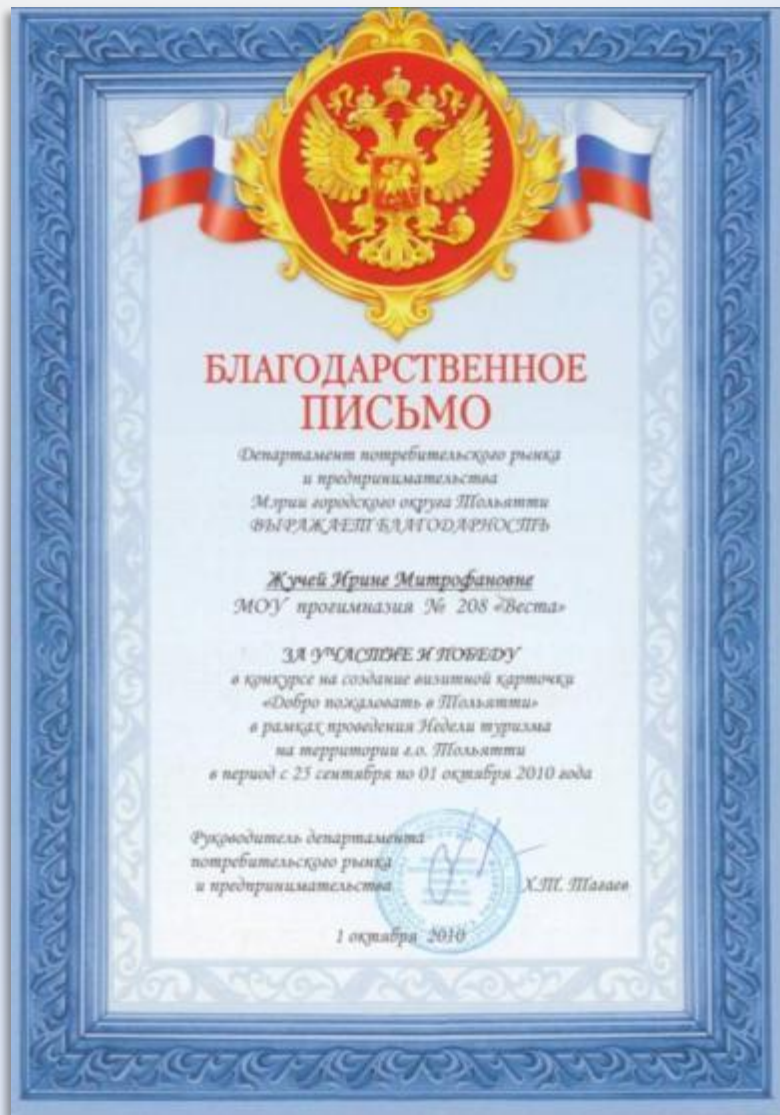 БЛАГОДАРСТВЕННОЕ
ПИСЬМО
Департамент потребительского рынка
и предпринимательства
Мэрии городского округа Тольятти
ВЫРАЖАЕТ БЛАГОДАРНОСТЬ
Жучей Ирине Митрофановне
МОУ прогимназия № 208 «Веста»
ЗА УЧАСТИЕ И ПОБЕДУ
в конкурсе на создание визитной карточки
«Добро пожаловать в Тольятти»
в рамках проведения Недели туризма
на территории г.о. Тольятти
в период с 25 сентября по 01 октября 2010 года
Руководитель департамента
потребительского рынка
и предпринимательства
Х.Т. Тагаев
1 октября 2010